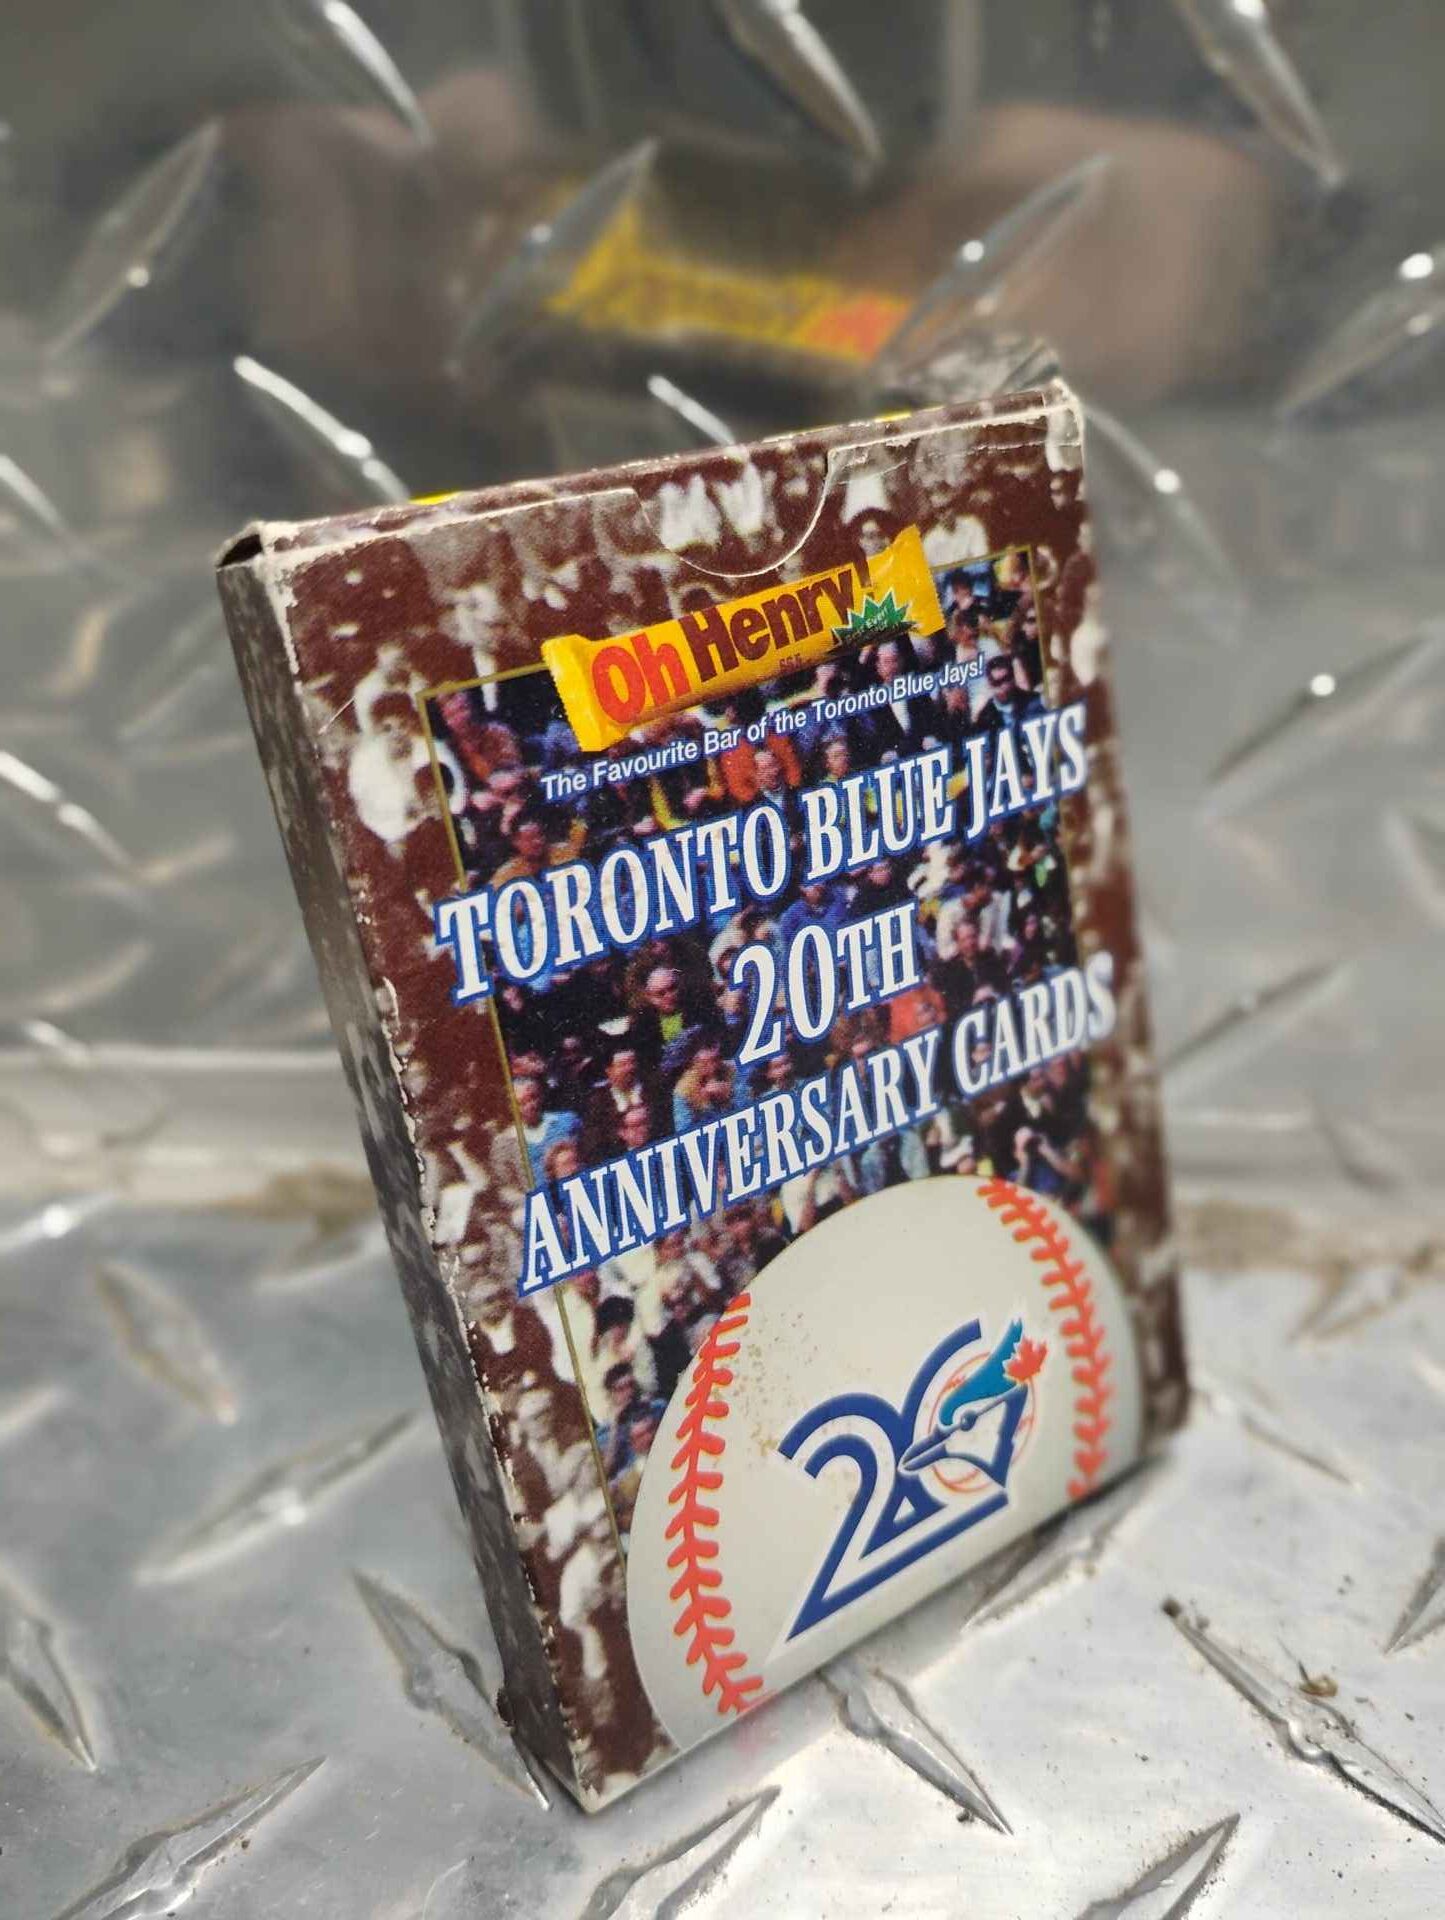 Oh Henry!
The Favourite Bar of the Toronto Blue Jays!
TORONTO BLUE JAYS
20TH
ANNIVERSARY CARDS
20